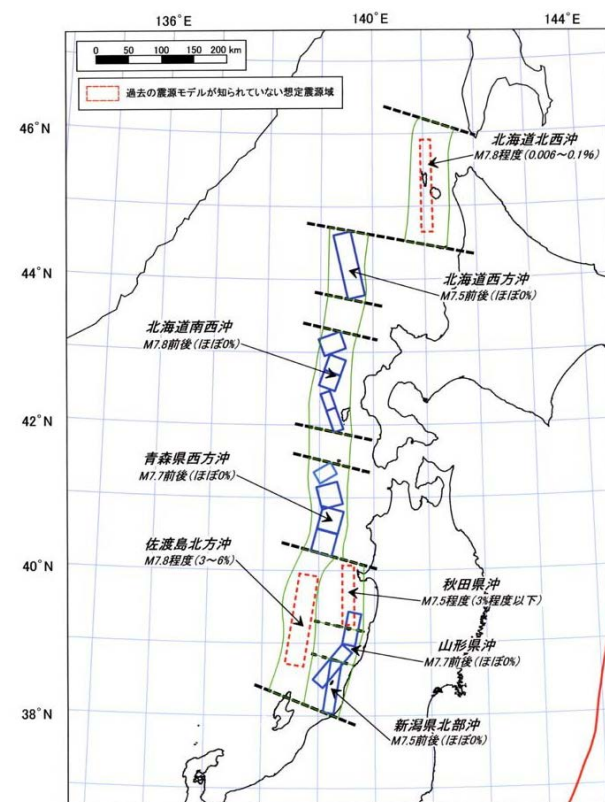 136°E
140°E
144°E
0 50 100 150 200 km
過去の震源モデルが知られていない想定震源域
46°N
北海道北西沖
M7.8程度(0.006～0.1%)
44°N
北海道西方沖
M7.5前後(ほぼ0%)
北海道南西沖
M7.8前後(ほぼ0%)
42°N
青森県西方沖
M7.7前後(ほぼ0%)
佐渡島北方沖
M7.8程度(3～6%)
40°N
秋田県沖
M7.5程度(3%程度以下)
山形県沖
M7.7前後(ほぼ0%)
38°N
新潟県北部沖
M7.5前後(ほぼ0%)